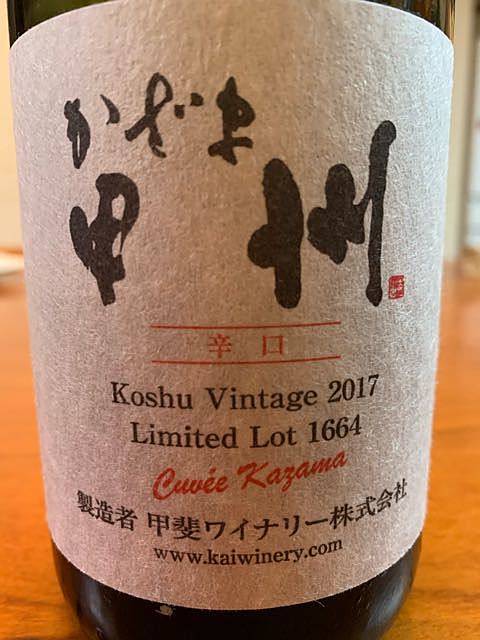 かざま
甲州
辛口
Koshu Vintage 2017
Limited Lot 1664
Cuvée Kazama
製造者 甲斐ワイナリー株式会社
www.kaiwinery.com